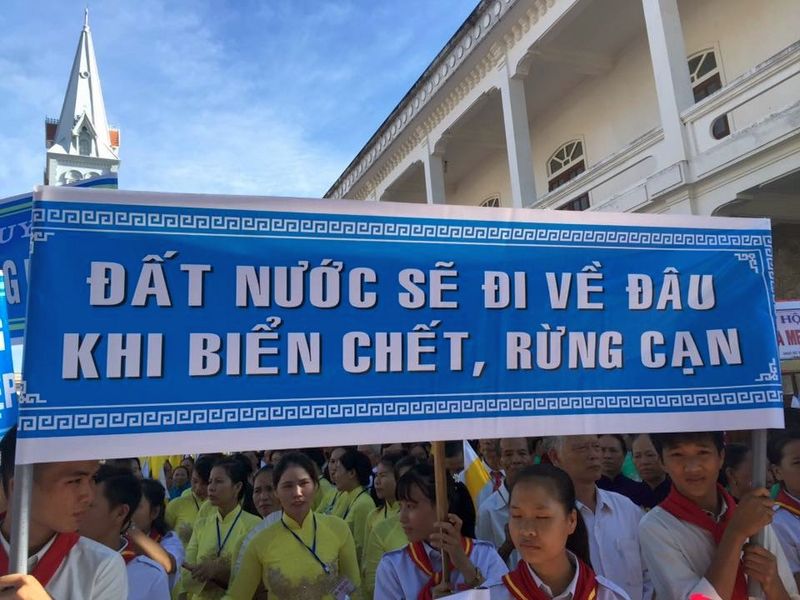 ĐẤT NƯỚC SẼ ĐI VỀ ĐÂU
KHI BIỂN CHẾT, RỪNG CẠN